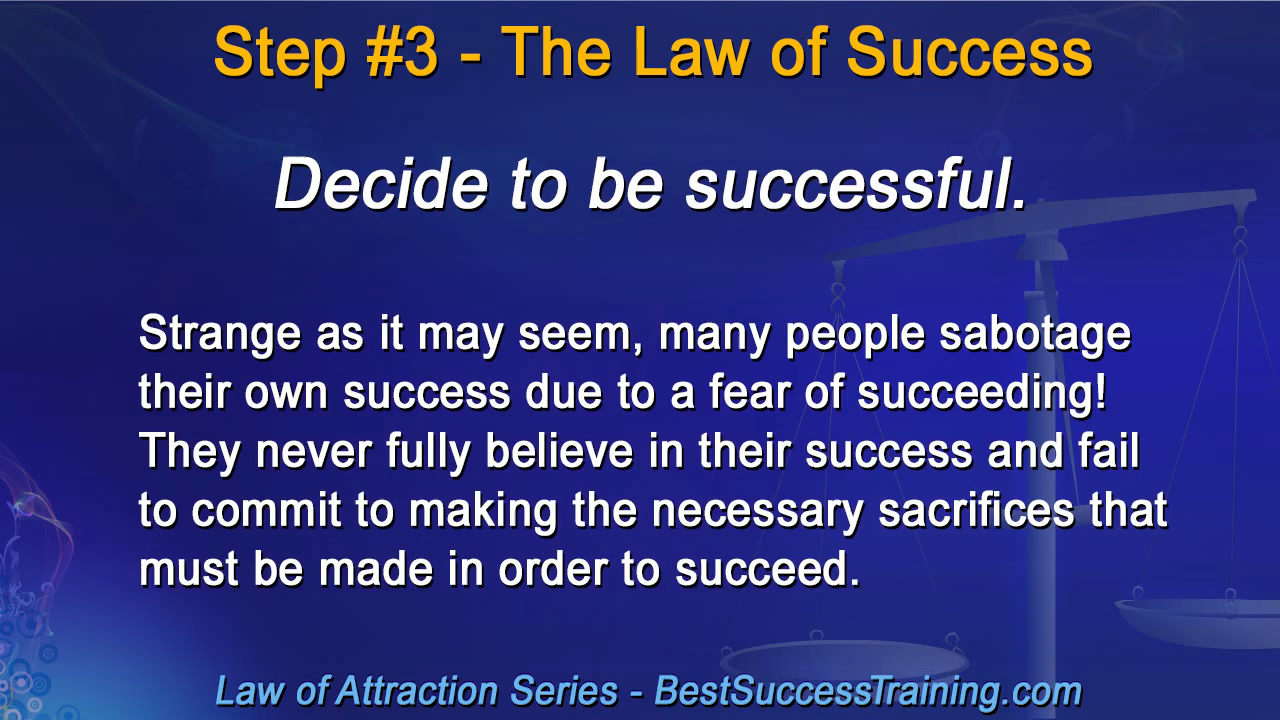 Step #3 - The Law of Success
Decide to be successful.
Strange as it may seem, many people sabotage
their own success due to a fear of succeeding!
They never fully believe in their success and fail
to commit to making the necessary sacrifices that
must be made in order to succeed.
Law of Attraction Series - BestSuccessTraining.com